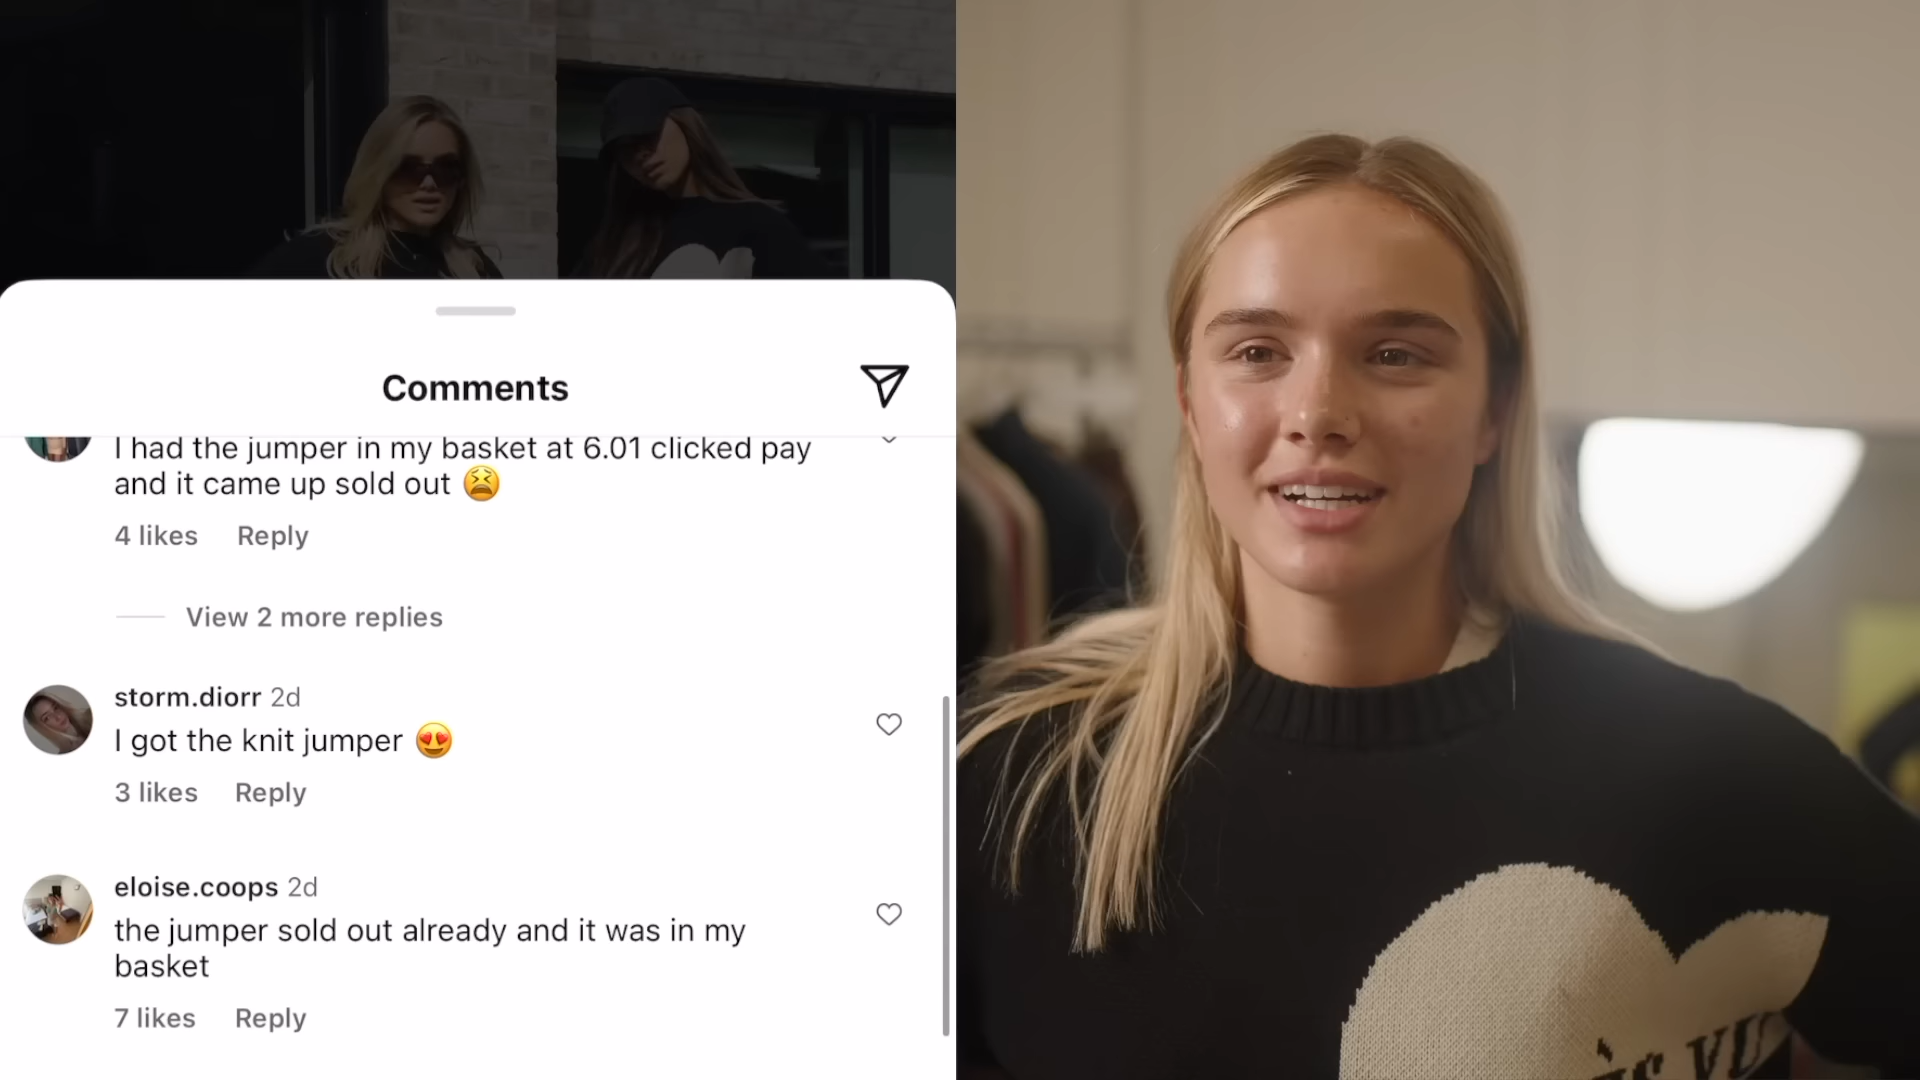 Comments
I had the jumper in my basket at 6.01 clicked pay
and it came up sold out 😫
4 likes Reply
View 2 more replies
storm.diorr 2d
I got the knit jumper 😍
3 likes Reply
eloise.coops 2d
the jumper sold out already and it was in my
basket
7 likes Reply